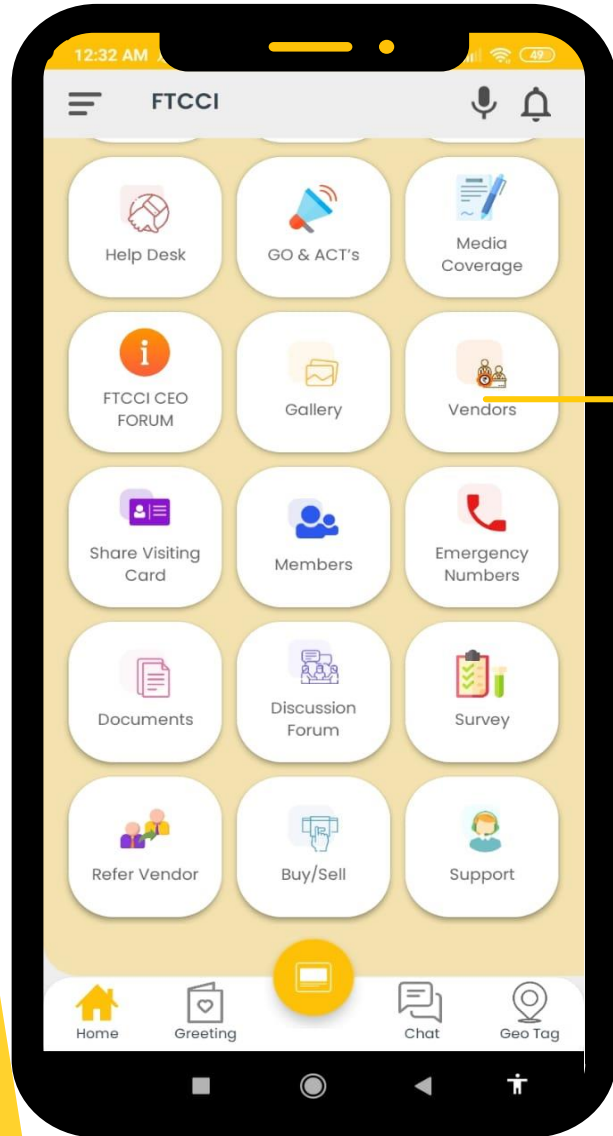 12:32 AM
49
FTCCI
Help Desk
GO & ACT's
Media
Coverage
i
FTCCI CEO
FORUM
Gallery
Vendors
Share Visiting
Card
Members
Emergency
Numbers
Documents
Discussion
Forum
Survey
Refer Vendor
Buy/Sell
Support
Home
Greeting
Chat
Geo Tag